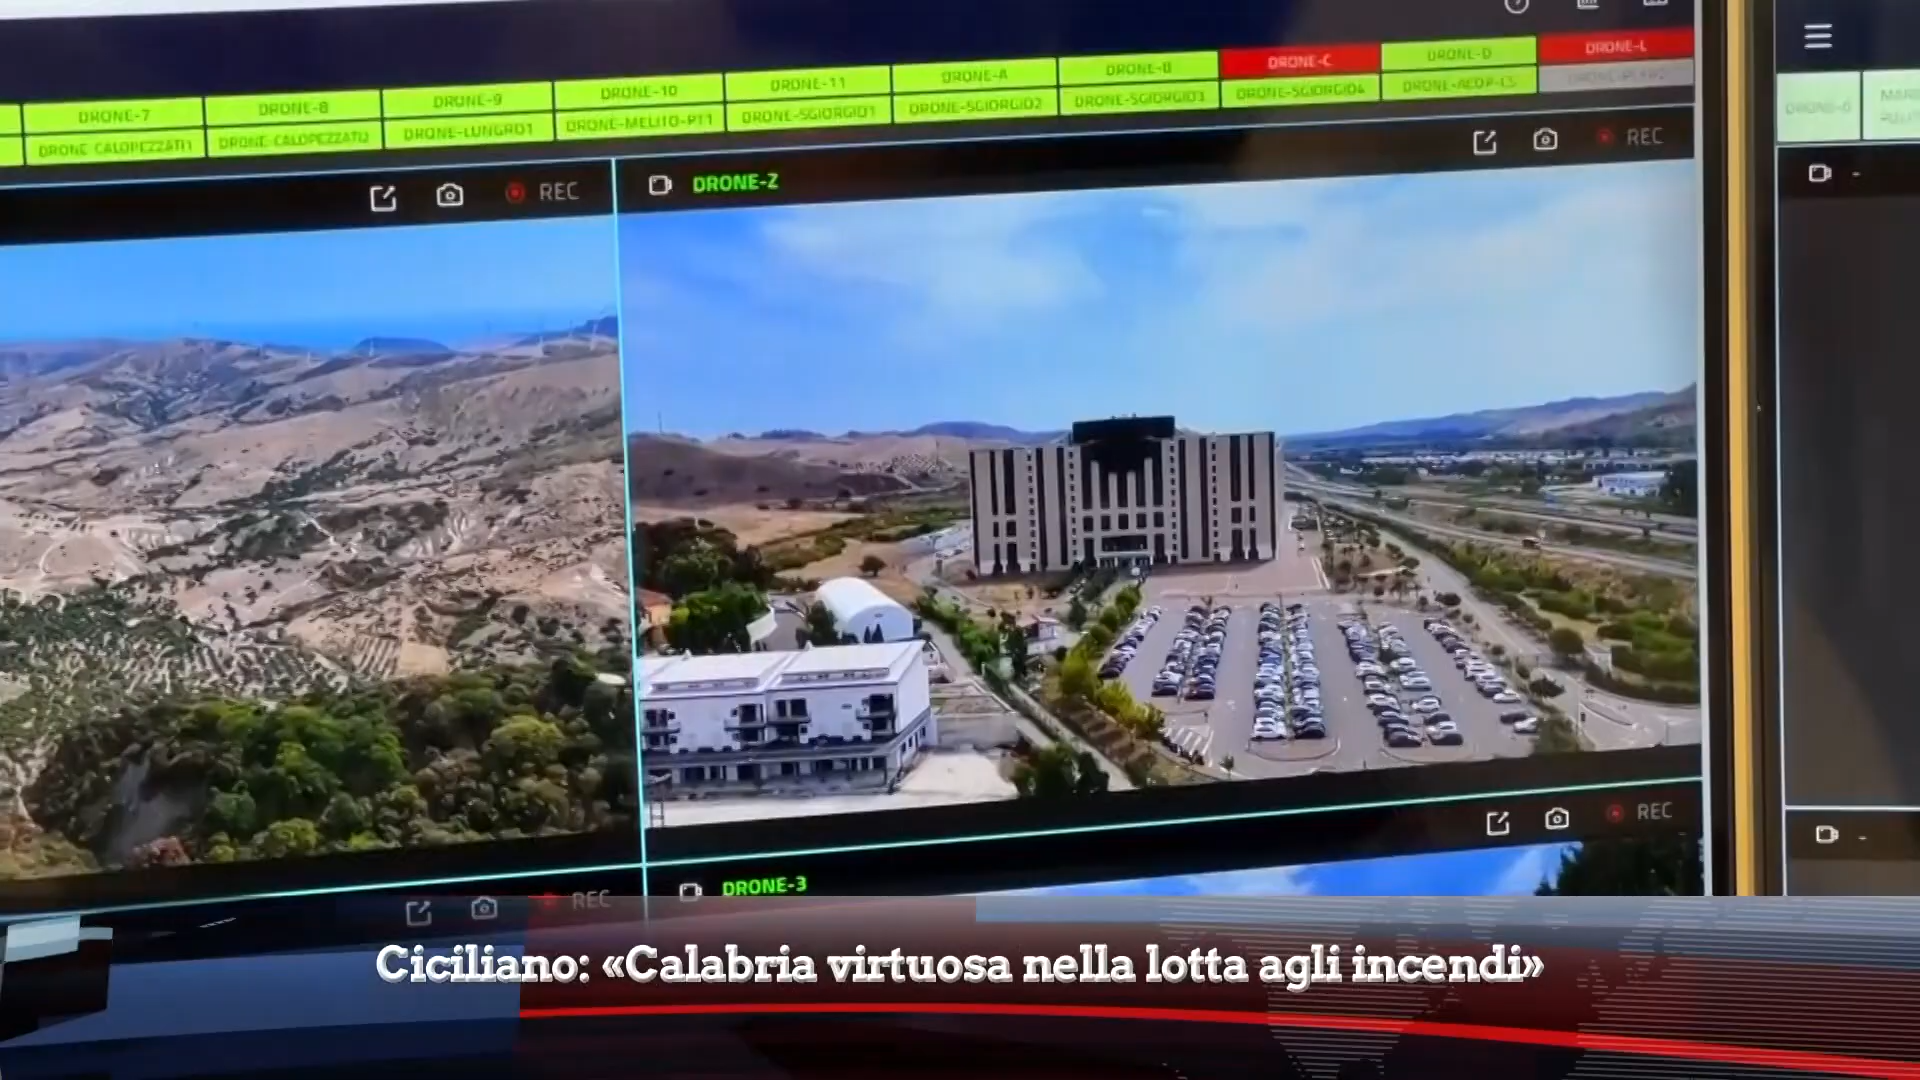 DRONE-7 DRONE-8 DRONE-9 DRONE-10 DRONE-11 DRONE-A DRONE-B DRONE-C DRONE-D DRONE-L
DRONE-CALOPEZZATI1 DRONE-LUNGRO1 DRONE-MELITO-PT1 DRONE-SGIORGIO1 DRONE-SGIORGIO2 DRONE-SGIORGIO3 DRONE-SGIORGIO4
REC
DRONE-Z
REC
REC
DRONE-3
REC
Ciciliano: «Calabria virtuosa nella lotta agli incendi»